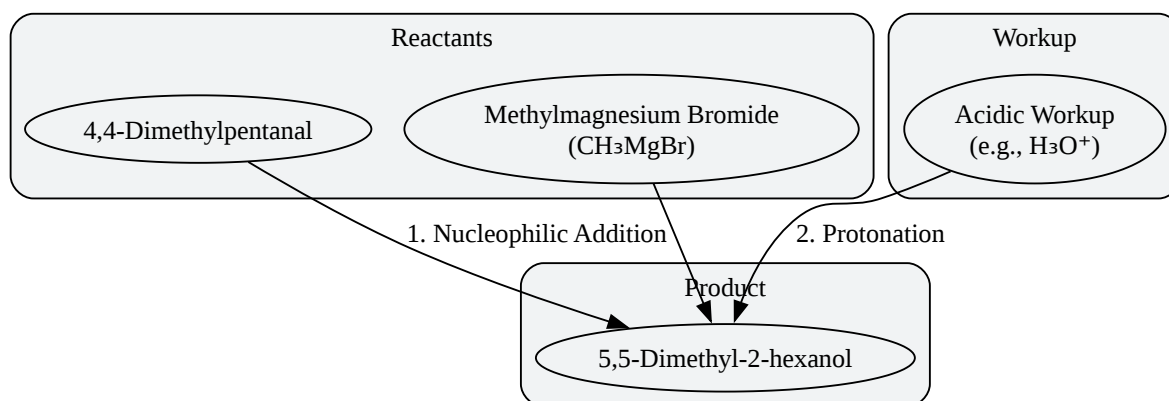 Reactants
Workup
4,4-Dimethylpentanal
Methylmagnesium Bromide
(CH₃MgBr)
Acidic Workup
(e.g., H₃O⁺)
1. Nucleophilic Addition
2. Protonation
Product
5,5-Dimethyl-2-hexanol